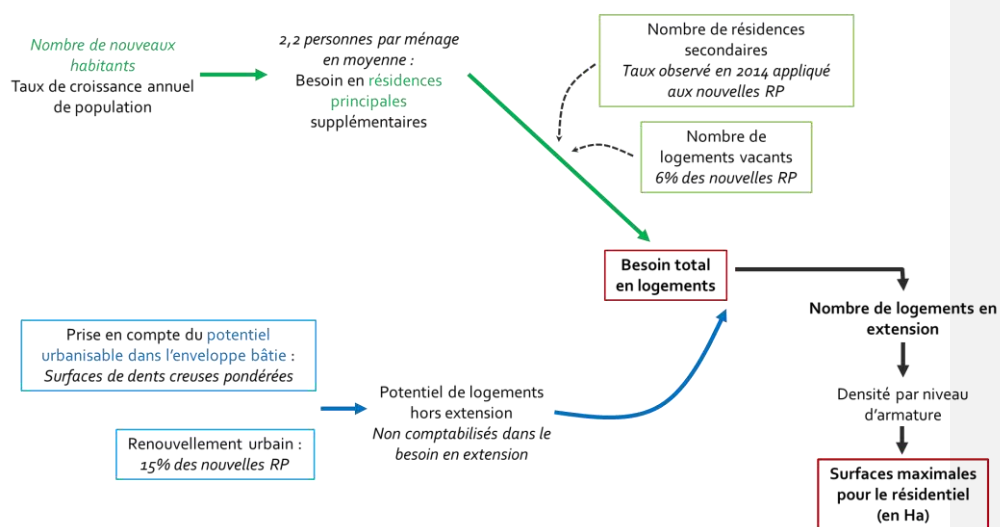 Nombre de nouveaux
habitants
Taux de croissance annuel
de population
2,2 personnes par ménage
en moyenne :
Besoin en résidences
principales
supplémentaires
Nombre de résidences
secondaires
Taux observé en 2014 appliqué
aux nouvelles RP
Nombre de
logements vacants
6% des nouvelles RP
Besoin total
en logements
Nombre de logements en
extension
Densité par niveau
d’armature
Surfaces maximales
pour le résidentiel
(en Ha)
Prise en compte du potentiel
urbanisable dans l’enveloppe bâtie :
Surfaces de dents creuses pondérées
Renouvellement urbain :
15% des nouvelles RP
Potentiel de logements
hors extension
Non comptabilisés dans le
besoin en extension